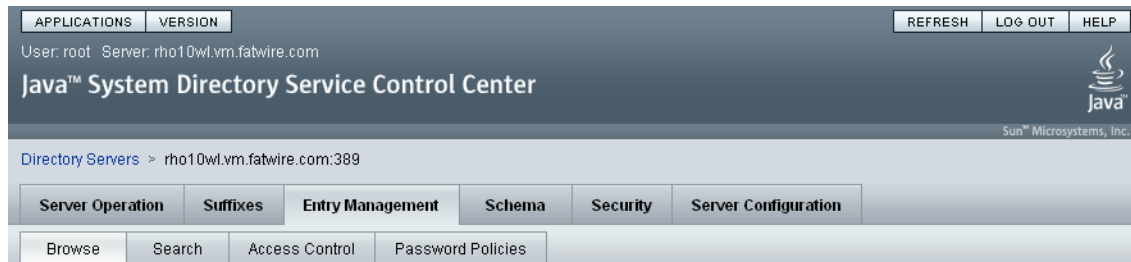 APPLICATIONS VERSION REFRESH LOG OUT HELP
User: root Server: rho10wl.vm.fatwire.com
Java™ System Directory Service Control Center
Java™
Sun™ Microsystems, Inc.
Directory Servers > rho10wl.vm.fatwire.com:389
Server Operation Suffixes Entry Management Schema Security Server Configuration
Browse Search Access Control Password Policies